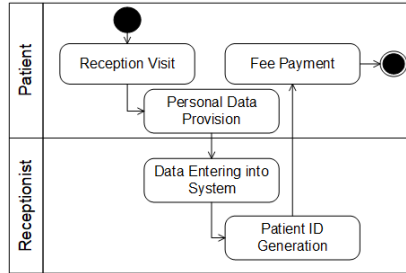 Patient
Reception Visit
Fee Payment
Personal Data
Provision
Receptionist
Data Entering into
System
Patient ID
Generation